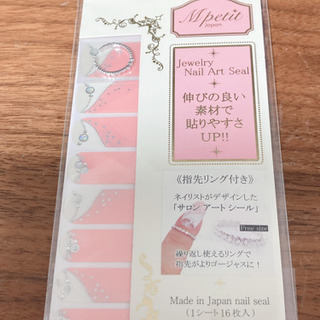 Mpetit
Japan
Jewelry
Nail Art Seal
伸びの良い
素材で
貼りやすさ
UP!!
《指先リング付き》
ネイリストがデザインした
「サロン アート シール」
Free size
繰り返し使えるリングで
指先がよりゴージャスに!
Made in Japan nail seal
(1シート16枚入)